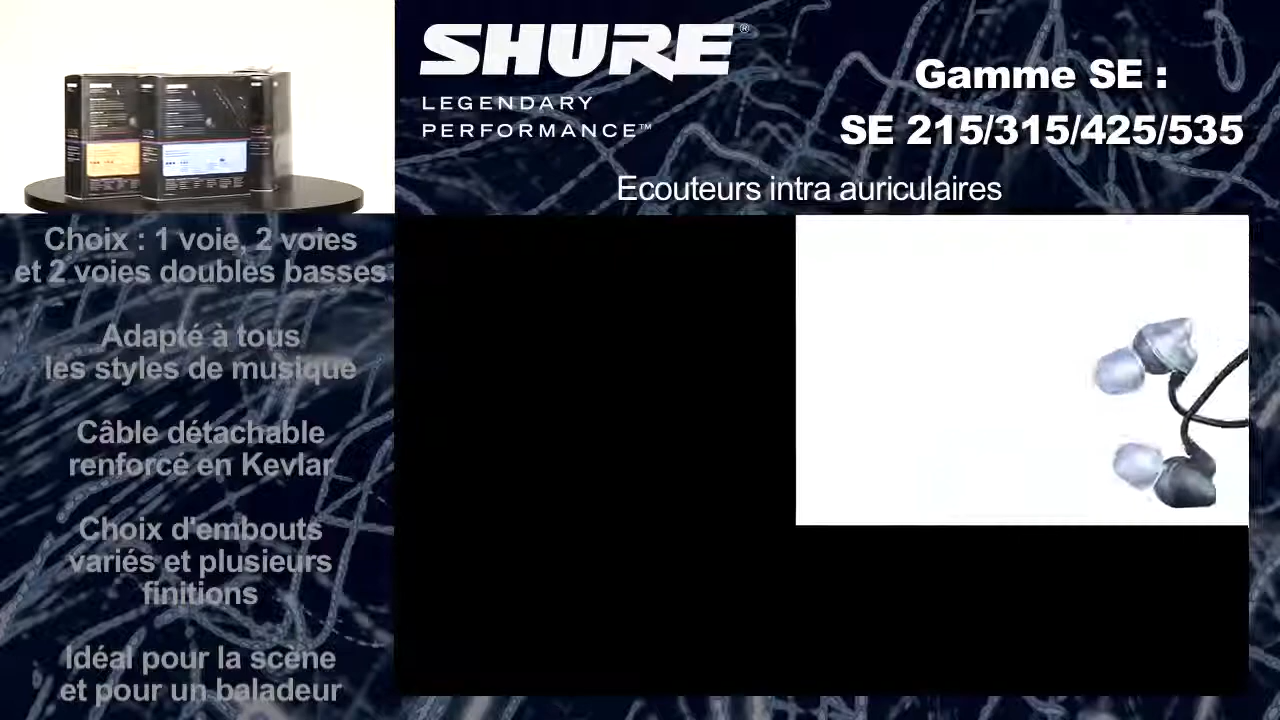 SHURE®
LEGENDARY
PERFORMANCE™
Gamme SE :
SE 215/315/425/535
Ecouteurs intra auriculaires
Choix : 1 voie, 2 voies
et 2 voies doubles basses
Adapté à tous
les styles de musique
Câble détachable
renforcé en Kevlar
Choix d'embouts
variés et plusieurs
finitions
Idéal pour la scène
et pour un baladeur